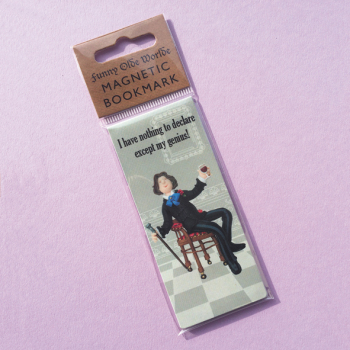 Funny Olde Worlde
MAGNETIC
BOOKMARK
I have nothing to declare
except my genius!